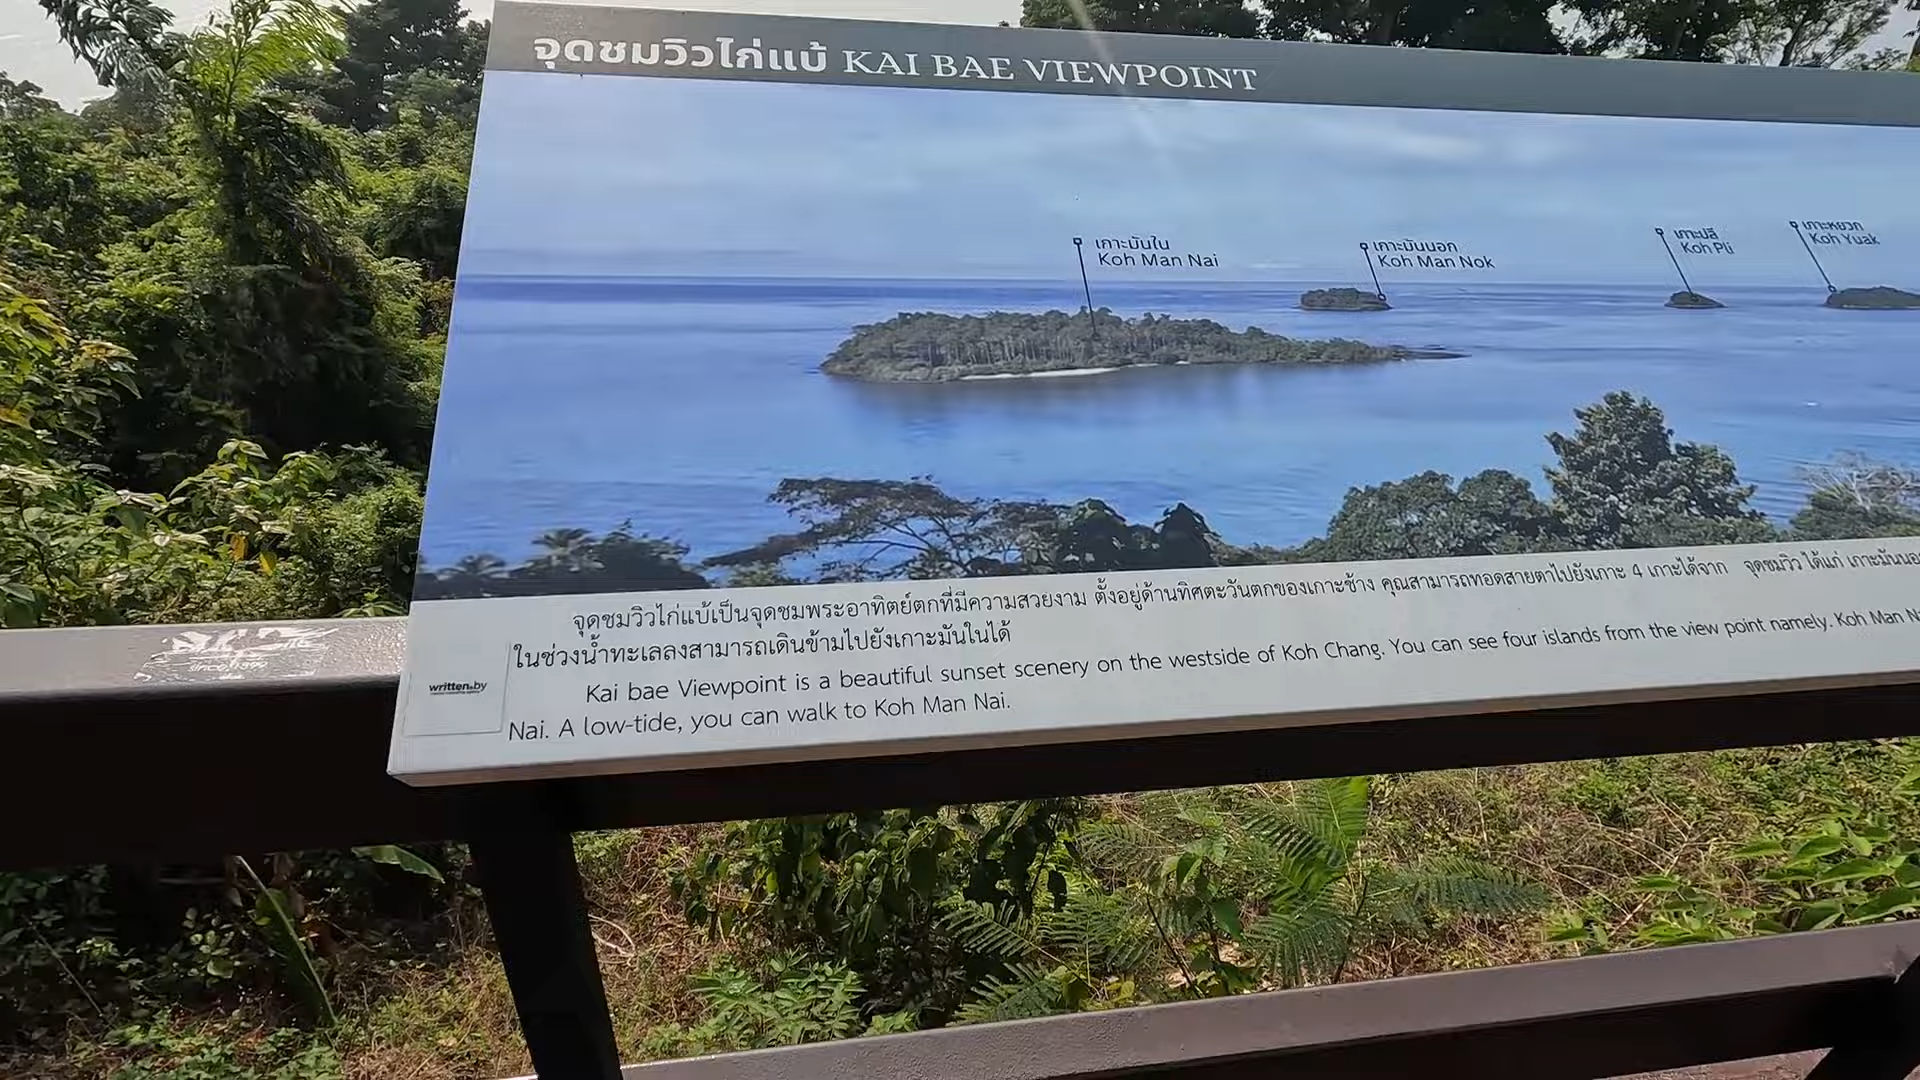 จุดชมวิวไก่แบ้ KAI BAE VIEWPOINT
เกาะมันใน
Koh Man Nai
เกาะมันนอก
Koh Man Nok
เกาะปลี
Koh Pli
เกาะหยวก
Koh Yuak
จุดชมวิวไก่แบ้เป็นจุดชมพระอาทิตย์ตกที่มีความสวยงาม ตั้งอยู่ด้านทิศตะวันตกของเกาะช้าง คุณสามารถทอดสายตาไปยังเกาะ 4 เกาะได้จาก จุดชมวิว ได้แก่ เกาะมันนอก
ในช่วงน้ำทะเลลงสามารถเดินข้ามไปยังเกาะมันในได้
Kai bae Viewpoint is a beautiful sunset scenery on the westside of Koh Chang. You can see four islands from the view point namely. Koh Man
Nai. A low-tide, you can walk to Koh Man Nai.
written.by